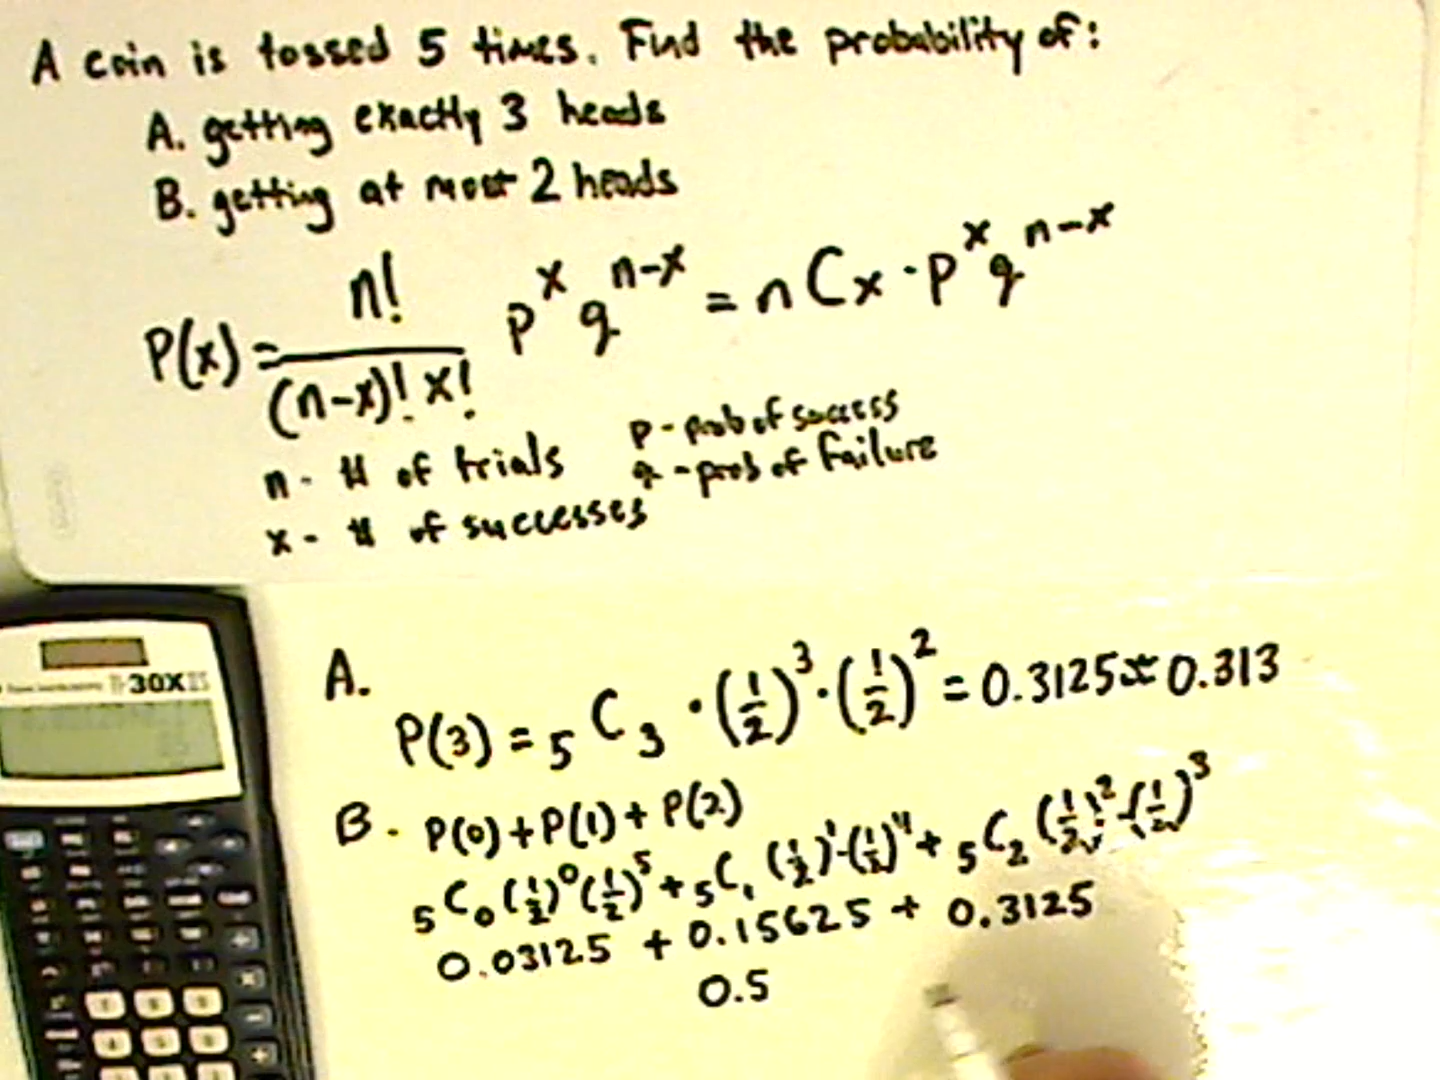 A coin is tossed 5 times. Find the probability of:
A. getting exactly 3 heads
B. getting at most 2 heads
P(x) = n! / (n-x)! x! p^x q^(n-x) = nCx · p^x q^(n-x)
n - # of trials
p - prob of success
q - prob of failure
x - # of successes
TI-30X IIS
A.
P(3) = ₅C₃ · (1/2)³ · (1/2)² = 0.3125 ≈ 0.313
B. P(0) + P(1) + P(2)
₅C₀ (1/2)⁰ (1/2)⁵ + ₅C₁ (1/2)¹ · (1/2)⁴ + ₅C₂ (1/2)² · (1/2)³
0.03125 + 0.15625 + 0.3125
0.5